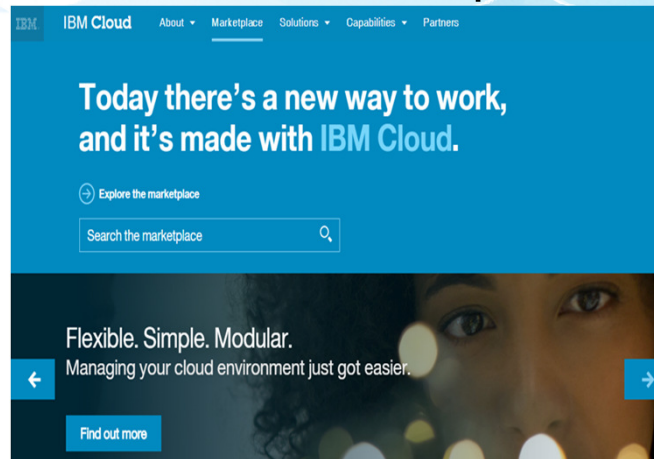 IBM
IBM Cloud About Marketplace Solutions Capabilities Partners
Today there's a new way to work,
and it's made with IBM Cloud.
Explore the marketplace
Search the marketplace
Flexible. Simple. Modular.
Managing your cloud environment just got easier.
Find out more